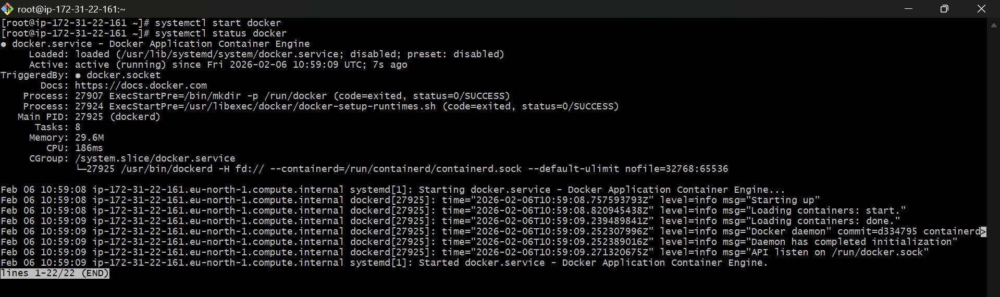 root@ip-172-31-22-161:~
[root@ip-172-31-22-161 ~]# systemctl start docker
[root@ip-172-31-22-161 ~]# systemctl status docker
● docker.service - Docker Application Container Engine
     Loaded: loaded (/usr/lib/systemd/system/docker.service; disabled; preset: disabled)
     Active: active (running) since Fri 2026-02-06 10:59:09 UTC; 7s ago
TriggeredBy: ● docker.socket
       Docs: https://docs.docker.com
    Process: 27907 ExecStartPre=/bin/mkdir -p /run/docker (code=exited, status=0/SUCCESS)
    Process: 27924 ExecStartPre=/usr/libexec/docker/docker-setup-runtimes.sh (code=exited, status=0/SUCCESS)
   Main PID: 27925 (dockerd)
      Tasks: 8
     Memory: 29.6M
        CPU: 186ms
     CGroup: /system.slice/docker.service
             └─27925 /usr/bin/dockerd -H fd:// --containerd=/run/containerd/containerd.sock --default-ulimit nofile=32768:65536
Feb 06 10:59:08 ip-172-31-22-161.eu-north-1.compute.internal systemd[1]: Starting docker.service - Docker Application Container Engine...
Feb 06 10:59:08 ip-172-31-22-161.eu-north-1.compute.internal dockerd[27925]: time="2026-02-06T10:59:08.757593793Z" level=info msg="Starting up"
Feb 06 10:59:08 ip-172-31-22-161.eu-north-1.compute.internal dockerd[27925]: time="2026-02-06T10:59:08.820945438Z" level=info msg="Loading containers: start."
Feb 06 10:59:09 ip-172-31-22-161.eu-north-1.compute.internal dockerd[27925]: time="2026-02-06T10:59:09.239489841Z" level=info msg="Loading containers: done."
Feb 06 10:59:09 ip-172-31-22-161.eu-north-1.compute.internal dockerd[27925]: time="2026-02-06T10:59:09.252307996Z" level=info msg="Docker daemon" commit=d334795 containerd>
Feb 06 10:59:09 ip-172-31-22-161.eu-north-1.compute.internal dockerd[27925]: time="2026-02-06T10:59:09.252389016Z" level=info msg="Daemon has completed initialization"
Feb 06 10:59:09 ip-172-31-22-161.eu-north-1.compute.internal dockerd[27925]: time="2026-02-06T10:59:09.271320675Z" level=info msg="API listen on /run/docker.sock"
Feb 06 10:59:09 ip-172-31-22-161.eu-north-1.compute.internal systemd[1]: Started docker.service - Docker Application Container Engine.
lines 1-22/22 (END)